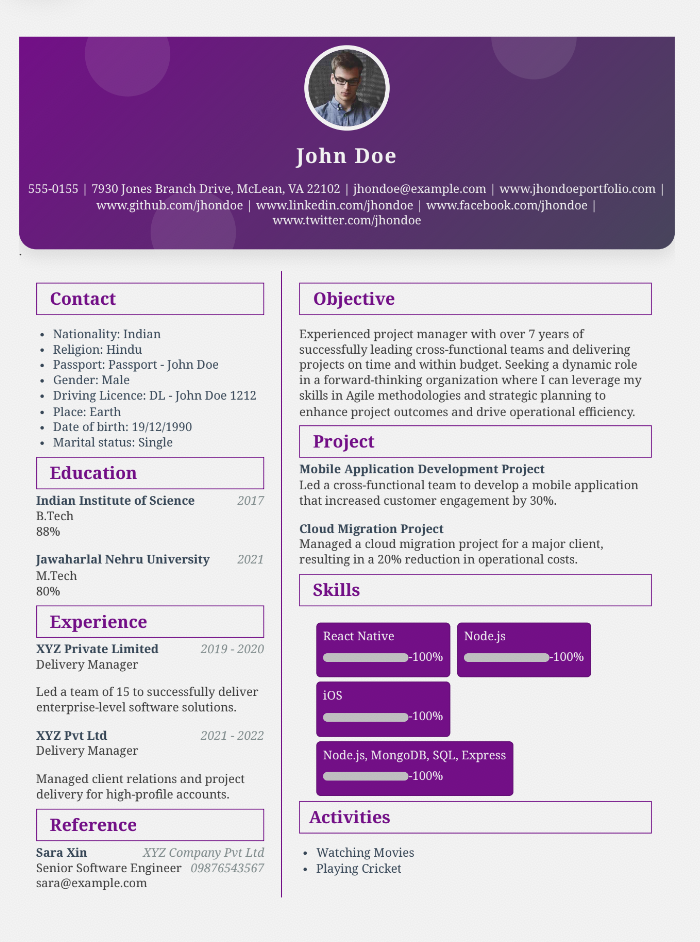 John Doe
555-0155 | 7930 Jones Branch Drive, McLean, VA 22102 | jhondoe@example.com | www.jhondoeportfolio.com |
www.github.com/jhondoe | www.linkedin.com/jhondoe | www.facebook.com/jhondoe |
www.twitter.com/jhondoe
.
Contact
• Nationality: Indian
• Religion: Hindu
• Passport: Passport - John Doe
• Gender: Male
• Driving Licence: DL - John Doe 1212
• Place: Earth
• Date of birth: 19/12/1990
• Marital status: Single
Education
Indian Institute of Science 2017
B.Tech
88%
Jawaharlal Nehru University 2021
M.Tech
80%
Experience
XYZ Private Limited 2019 - 2020
Delivery Manager
Led a team of 15 to successfully deliver
enterprise-level software solutions.
XYZ Pvt Ltd 2021 - 2022
Delivery Manager
Managed client relations and project
delivery for high-profile accounts.
Reference
Sara Xin XYZ Company Pvt Ltd
Senior Software Engineer 09876543567
sara@example.com
Objective
Experienced project manager with over 7 years of
successfully leading cross-functional teams and delivering
projects on time and within budget. Seeking a dynamic role
in a forward-thinking organization where I can leverage my
skills in Agile methodologies and strategic planning to
enhance project outcomes and drive operational efficiency.
Project
Mobile Application Development Project
Led a cross-functional team to develop a mobile application
that increased customer engagement by 30%.
Cloud Migration Project
Managed a cloud migration project for a major client,
resulting in a 20% reduction in operational costs.
Skills
React Native
-100%
Node.js
-100%
iOS
-100%
Node.js, MongoDB, SQL, Express
-100%
Activities
• Watching Movies
• Playing Cricket